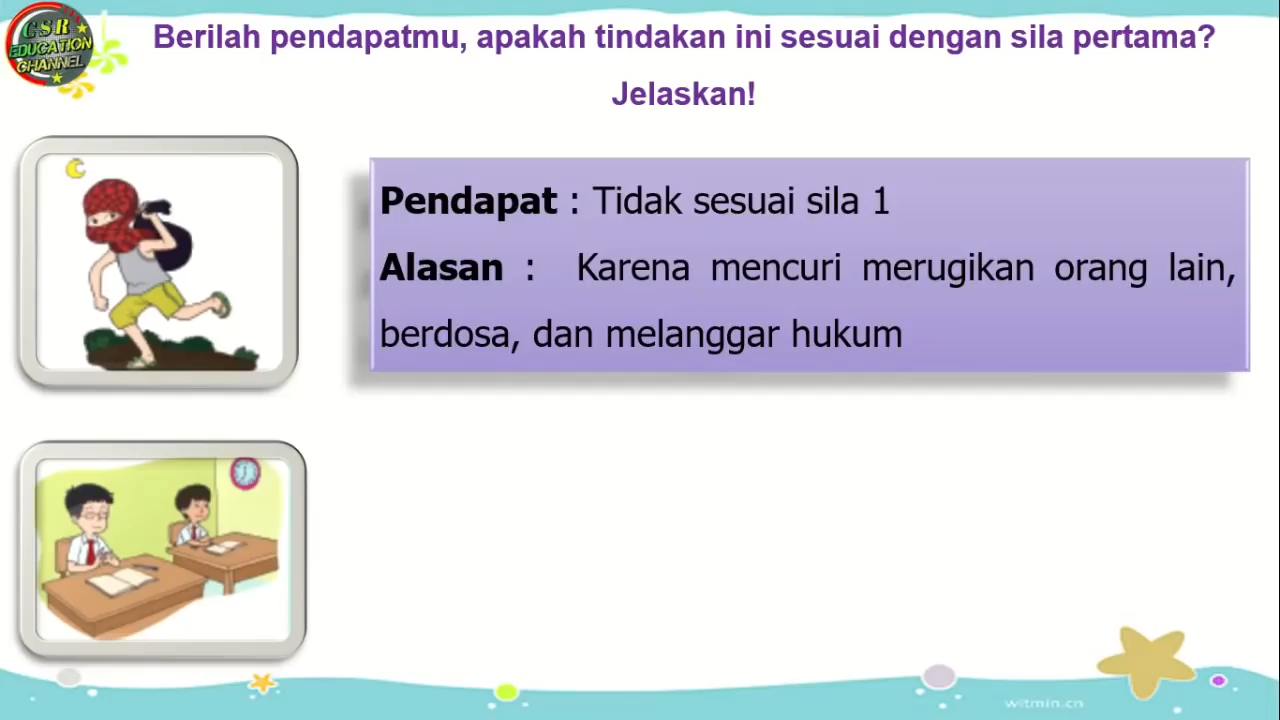 CSR
EDUCATION
CHANNEL
Berilah pendapatmu, apakah tindakan ini sesuai dengan sila pertama?
Jelaskan!
Pendapat : Tidak sesuai sila 1
Alasan : Karena mencuri merugikan orang lain,
berdosa, dan melanggar hukum
witmin.cn